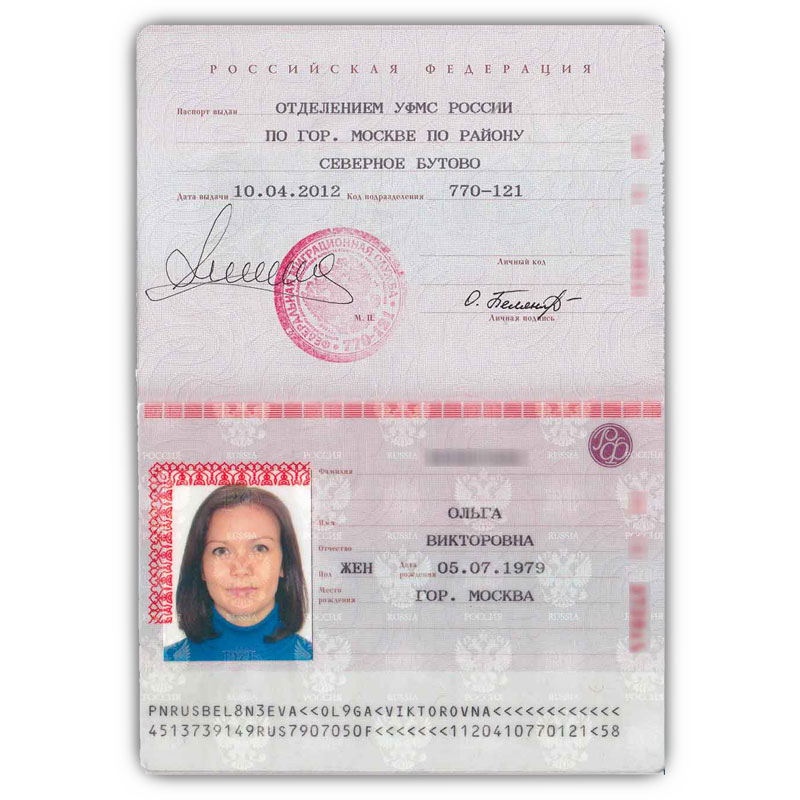 РОССИЙСКАЯ ФЕДЕРАЦИЯ
Паспорт выдан ОТДЕЛЕНИЕМ УФМС РОССИИ
ПО ГОР. МОСКВЕ ПО РАЙОНУ
СЕВЕРНОЕ БУТОВО
Дата выдачи 10.04.2012 Код подразделения 770-121
Личный код
М. П.
Личная подпись
ФЕДЕРАЛЬНАЯ МИГРАЦИОННАЯ СЛУЖБА
770-121
РФ
Фамилия
Имя ОЛЬГА
Отчество ВИКТОРОВНА
Пол ЖЕН Дата рождения 05.07.1979
Место рождения ГОР. МОСКВА
PNRUSBEL8N3EVA<<OL9GA<VIKTOROVNA<<<<<<<<<<<<
4513739149RUS7907050F<<<<<<<1120410770121<58